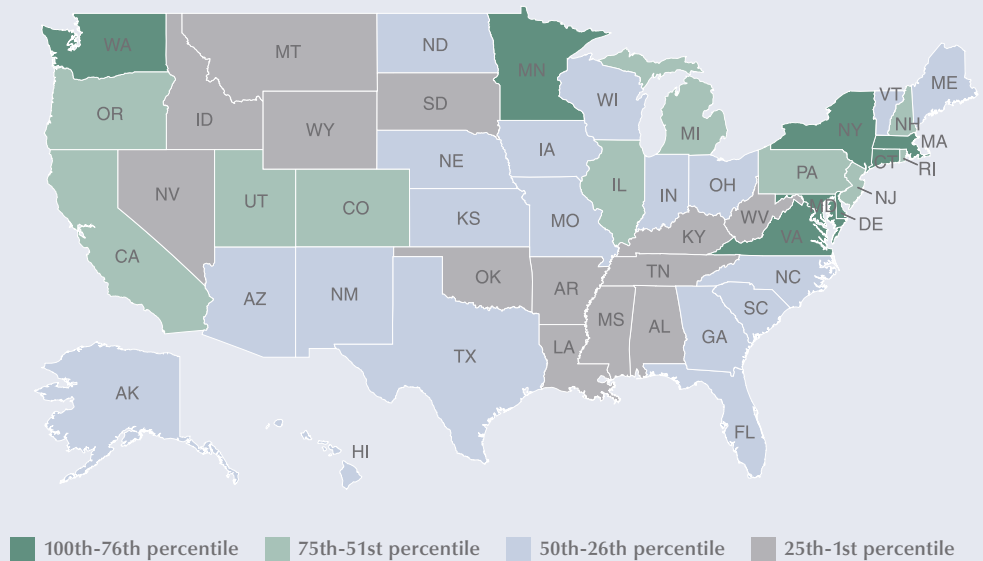 WA
MT
ND
MN
OR
ID
WY
SD
WI
MI
VT
ME
NY
NH
MA
CT
RI
NV
UT
CO
NE
IA
IL
IN
OH
PA
NJ
MD
DE
CA
KS
MO
KY
WV
VA
AZ
NM
OK
AR
TN
NC
SC
TX
LA
MS
AL
GA
AK
HI
FL
100th-76th percentile
75th-51st percentile
50th-26th percentile
25th-1st percentile